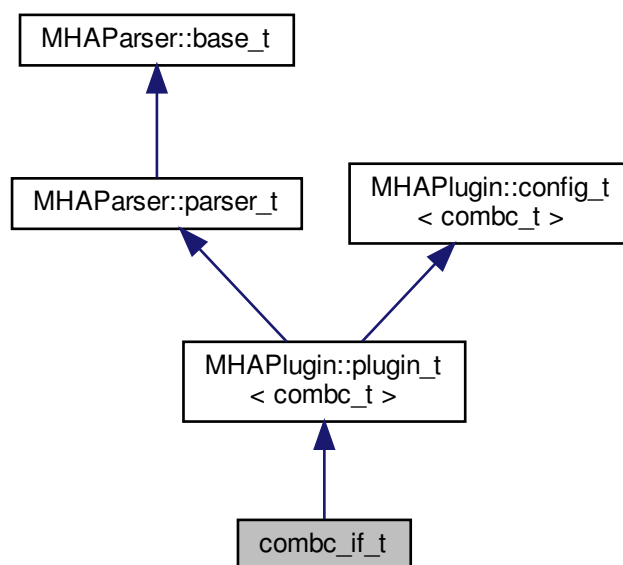 MHAParser::base_t
MHAParser::parser_t
MHAPlugin::config_t
< combc_t >
MHAPlugin::plugin_t
< combc_t >
combc_if_t